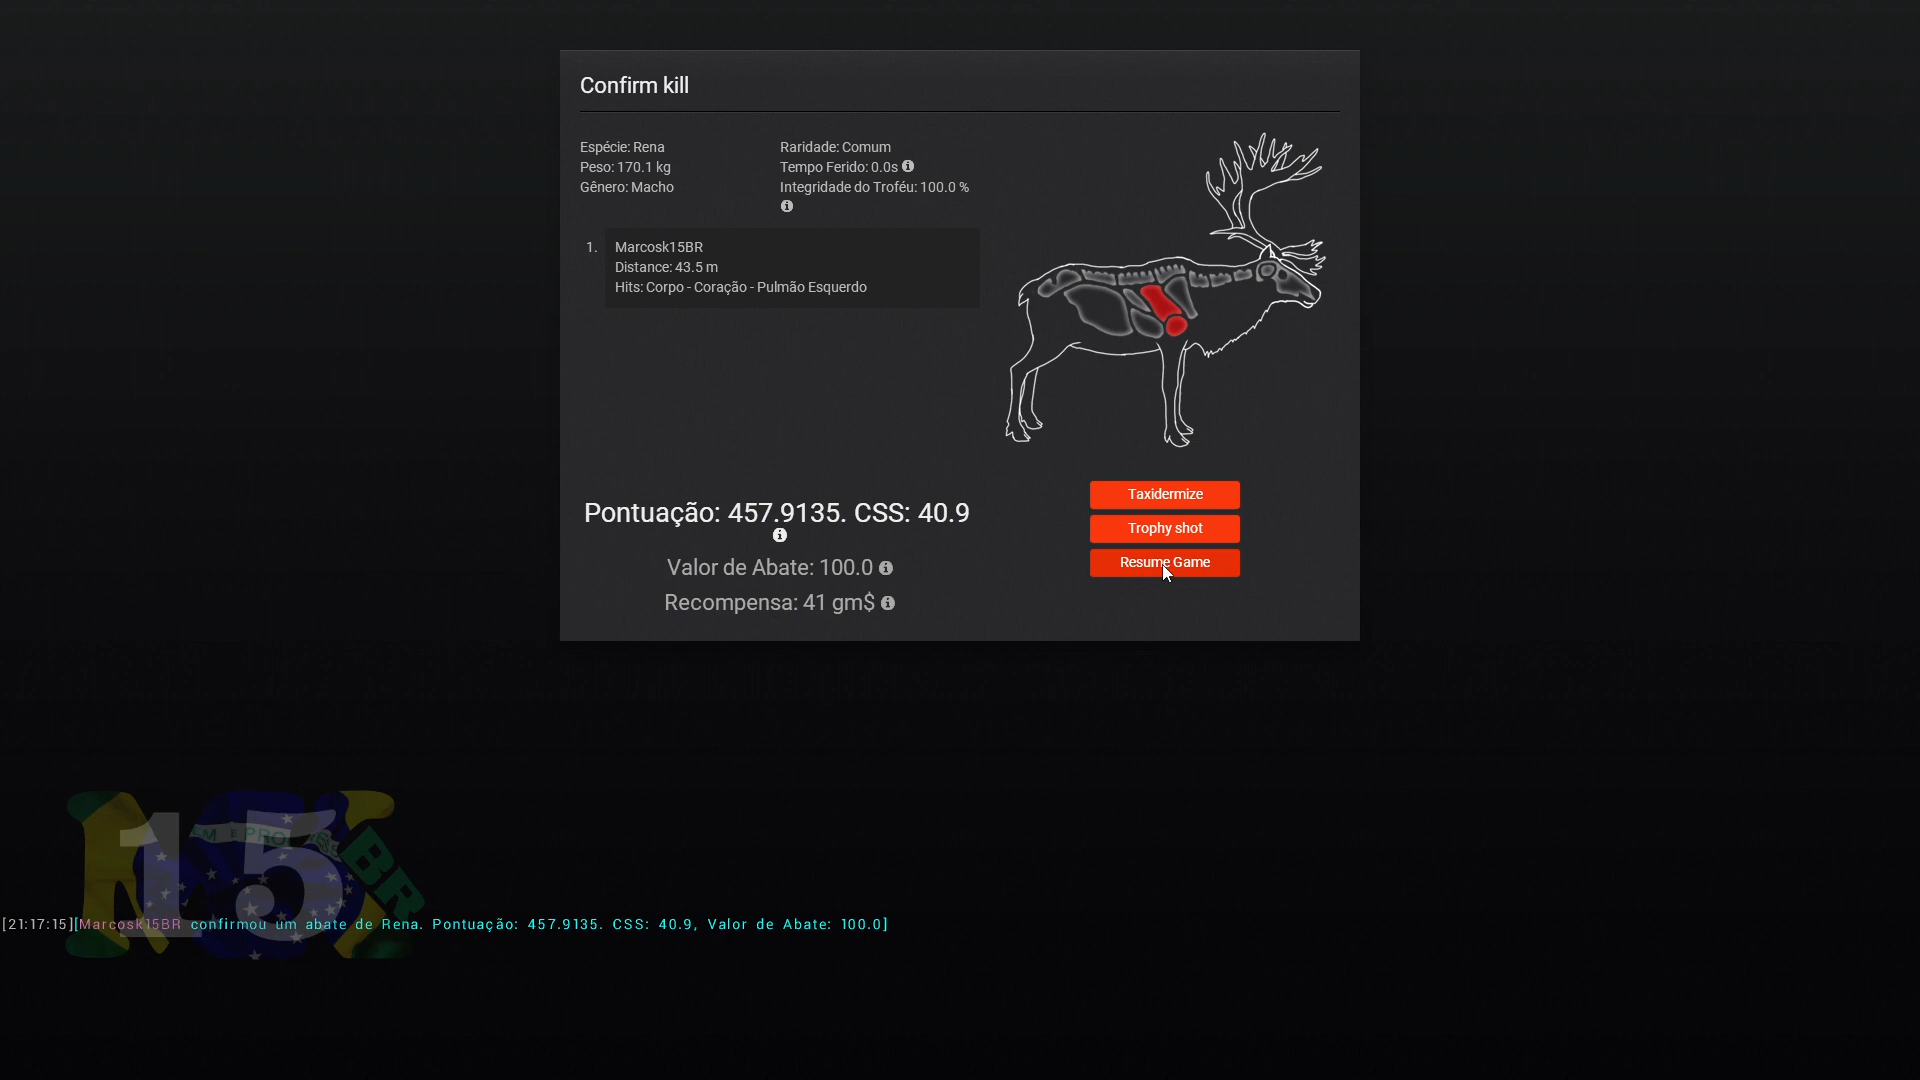 Confirm kill
Espécie: Rena
Peso: 170.1 kg
Gênero: Macho
Raridade: Comum
Tempo Ferido: 0.0s
Integridade do Troféu: 100.0 %
1.
Marcosk15BR
Distance: 43.5 m
Hits: Corpo - Coração - Pulmão Esquerdo
Pontuação: 457.9135. CSS: 40.9
Valor de Abate: 100.0
Recompensa: 41 gm$
Taxidermize
Trophy shot
Resume Game
15
BR
[21:17:15][Marcosk15BR confirmou um abate de Rena. Pontuação: 457.9135. CSS: 40.9, Valor de Abate: 100.0]